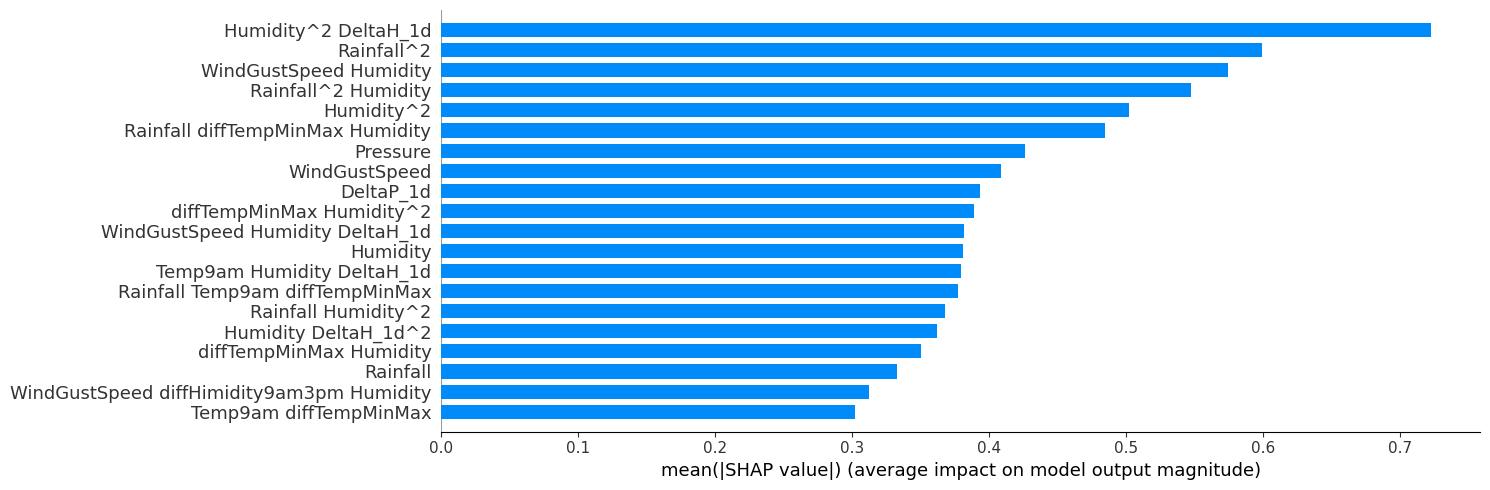 Humidity^2 DeltaH_1d
Rainfall^2
WindGustSpeed Humidity
Rainfall^2 Humidity
Humidity^2
Rainfall diffTempMinMax Humidity
Pressure
WindGustSpeed
DeltaP_1d
diffTempMinMax Humidity^2
WindGustSpeed Humidity DeltaH_1d
Humidity
Temp9am Humidity DeltaH_1d
Rainfall Temp9am diffTempMinMax
Rainfall Humidity^2
Humidity DeltaH_1d^2
diffTempMinMax Humidity
Rainfall
WindGustSpeed diffHimidity9am3pm Humidity
Temp9am diffTempMinMax
0.0 0.1 0.2 0.3 0.4 0.5 0.6 0.7
mean(|SHAP value|) (average impact on model output magnitude)